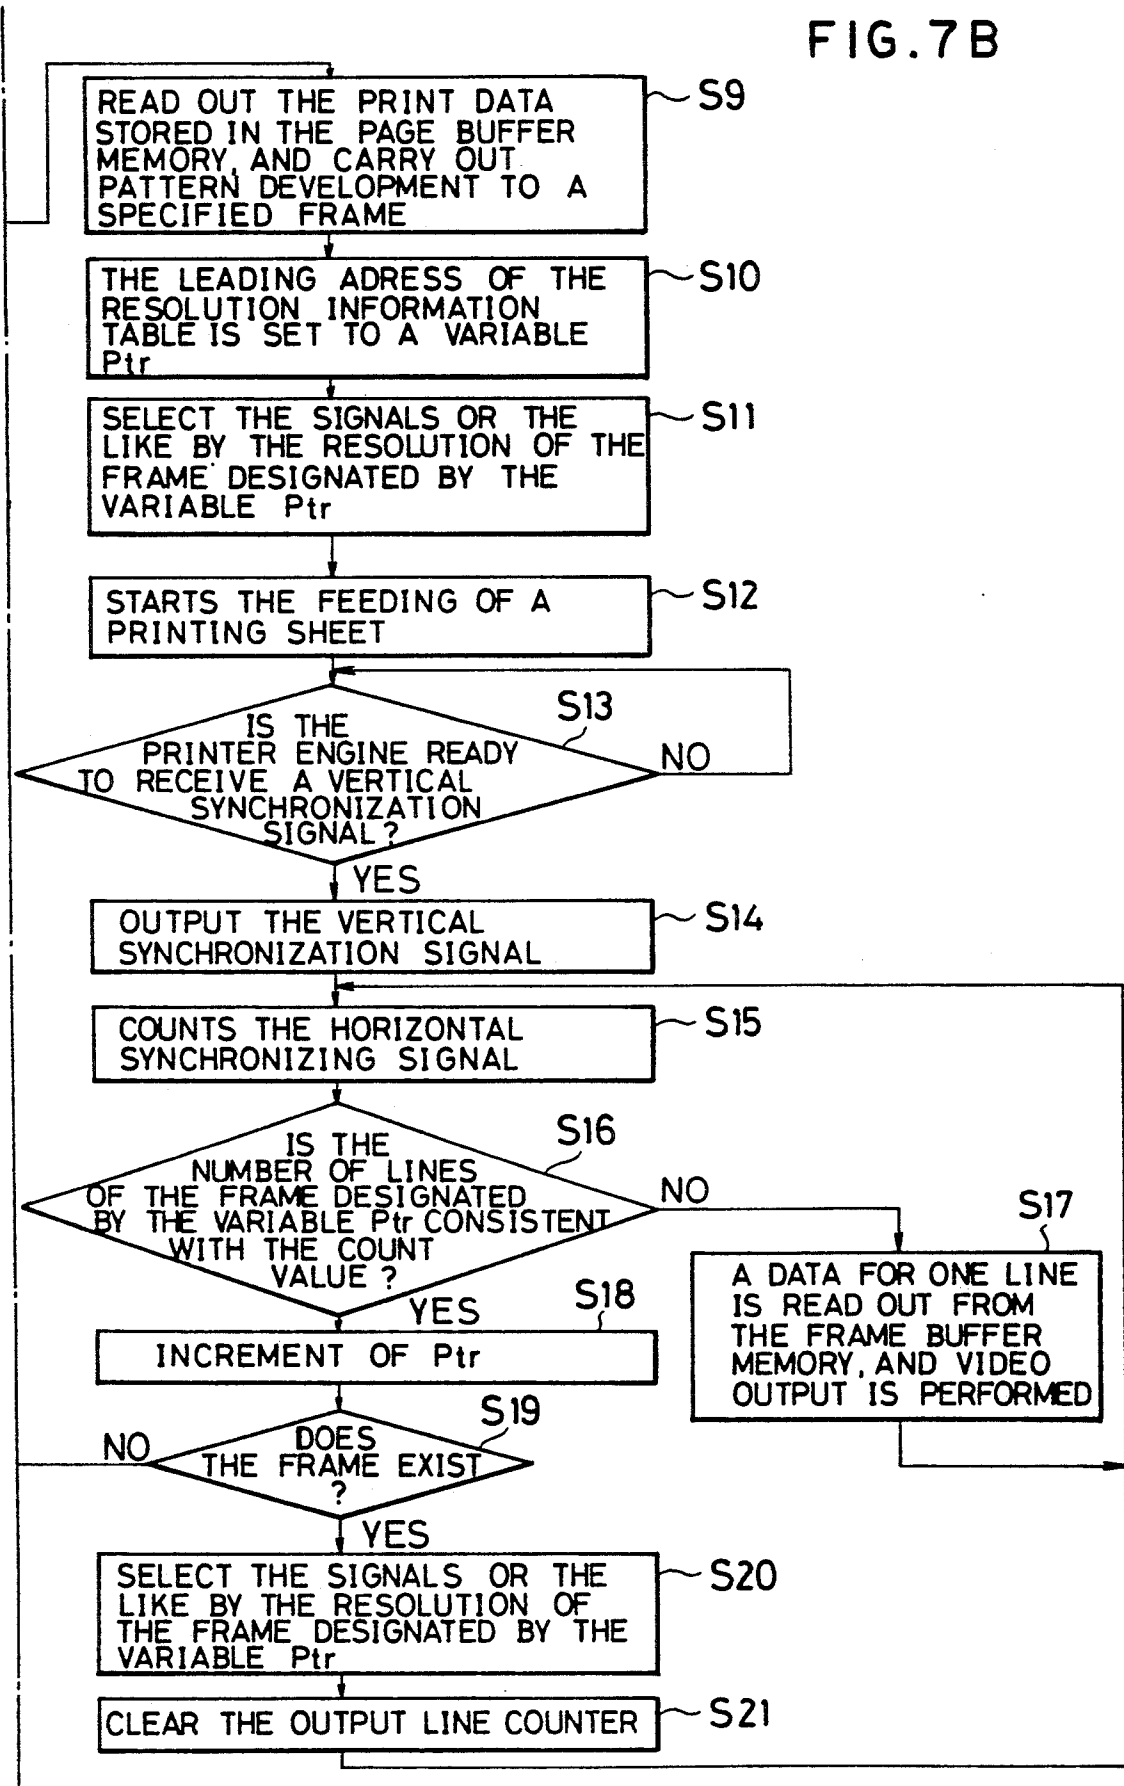 FIG.7B
READ OUT THE PRINT DATA
STORED IN THE PAGE BUFFER
MEMORY, AND CARRY OUT
PATTERN DEVELOPMENT TO A
SPECIFIED FRAME
S9
THE LEADING ADRESS OF THE
RESOLUTION INFORMATION
TABLE IS SET TO A VARIABLE
Ptr
S10
SELECT THE SIGNALS OR THE
LIKE BY THE RESOLUTION OF THE
FRAME DESIGNATED BY THE
VARIABLE Ptr
S11
STARTS THE FEEDING OF A
PRINTING SHEET
S12
IS THE
PRINTER ENGINE READY
TO RECEIVE A VERTICAL
SYNCHRONIZATION
SIGNAL?
S13
NO
YES
OUTPUT THE VERTICAL
SYNCHRONIZATION SIGNAL
S14
COUNTS THE HORIZONTAL
SYNCHRONIZING SIGNAL
S15
IS THE
NUMBER OF LINES
OF THE FRAME DESIGNATED
BY THE VARIABLE Ptr CONSISTENT
WITH THE COUNT
VALUE?
S16
NO
YES
S17
A DATA FOR ONE LINE
IS READ OUT FROM
THE FRAME BUFFER
MEMORY, AND VIDEO
OUTPUT IS PERFORMED
S18
INCREMENT OF Ptr
S19
DOES
THE FRAME EXIST
?
NO
YES
SELECT THE SIGNALS OR THE
LIKE BY THE RESOLUTION OF
THE FRAME DESIGNATED BY THE
VARIABLE Ptr
S20
CLEAR THE OUTPUT LINE COUNTER
S21